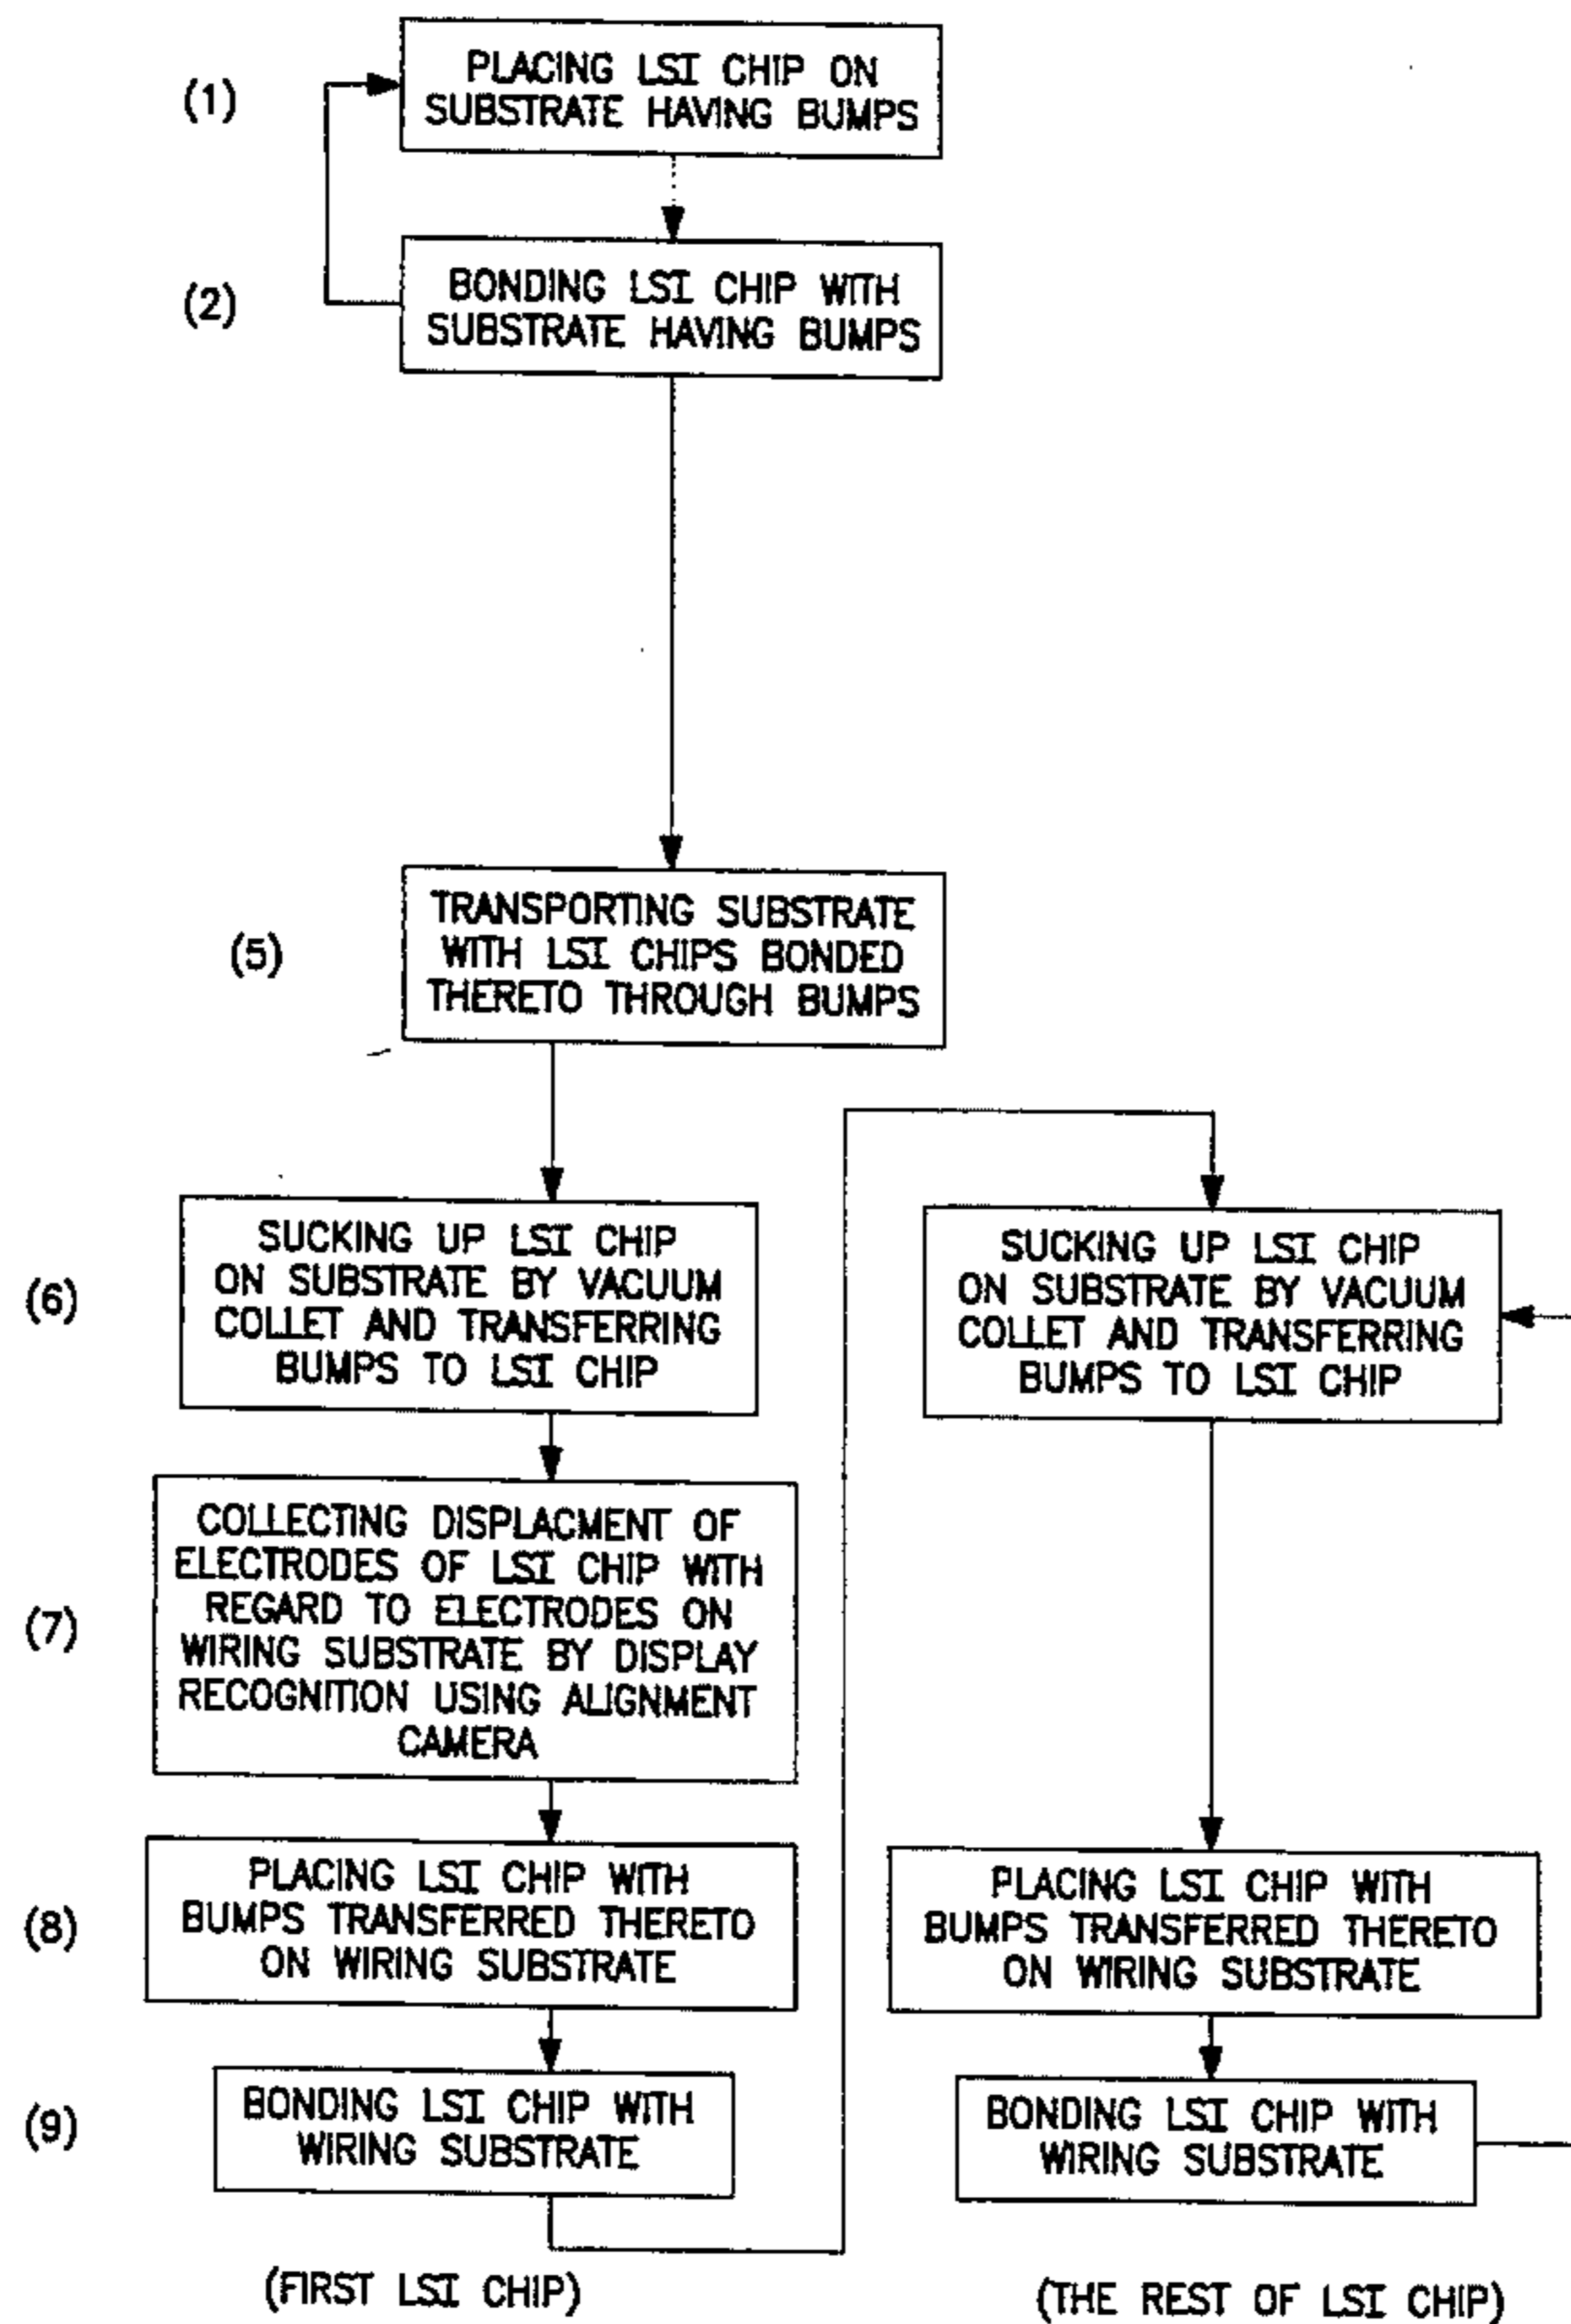 (1)
PLACING LSI CHIP ON
SUBSTRATE HAVING BUMPS
(2)
BONDING LSI CHIP WITH
SUBSTRATE HAVING BUMPS
(5)
TRANSPORTING SUBSTRATE
WITH LSI CHIPS BONDED
THERETO THROUGH BUMPS
(6)
SUCKING UP LSI CHIP
ON SUBSTRATE BY VACUUM
COLLET AND TRANSFERRING
BUMPS TO LSI CHIP
(7)
COLLECTING DISPLACMENT OF
ELECTRODES OF LSI CHIP WITH
REGARD TO ELECTRODES ON
WIRING SUBSTRATE BY DISPLAY
RECOGNITION USING ALIGNMENT
CAMERA
(8)
PLACING LSI CHIP WITH
BUMPS TRANSFERRED THERETO
ON WIRING SUBSTRATE
(9)
BONDING LSI CHIP WITH
WIRING SUBSTRATE
(FIRST LSI CHIP)
SUCKING UP LSI CHIP
ON SUBSTRATE BY VACUUM
COLLET AND TRANSFERRING
BUMPS TO LSI CHIP
PLACING LSI CHIP WITH
BUMPS TRANSFERRED THERETO
ON WIRING SUBSTRATE
BONDING LSI CHIP WITH
WIRING SUBSTRATE
(THE REST OF LSI CHIP)